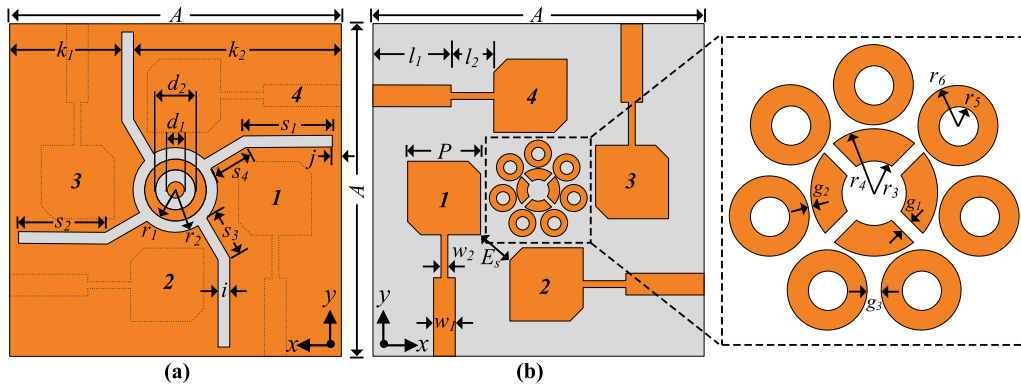 A A
k1 k2 l1 l2
d2
4
s1
d1
4
r6 r5
3
j
s4
A
P
3
r4 r3
1
1
g2 g1
s2
r1 r2 s3
w2 Es
2
2
g3
i
y
y
w1
x
x
(a) (b)